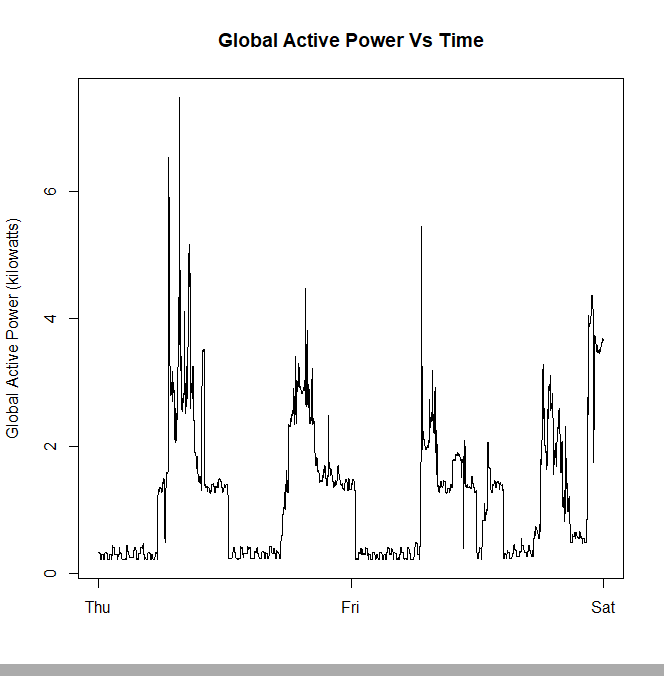 Global Active Power Vs Time
Global Active Power (kilowatts)
6
4
2
0
Thu
Fri
Sat